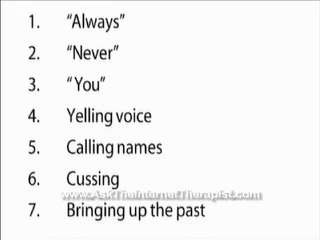 1. “Always”
2. “Never”
3. “You”
4. Yelling voice
5. Calling names
6. Cussing
www.AskTheInternetTherapist.com
7. Bringing up the past